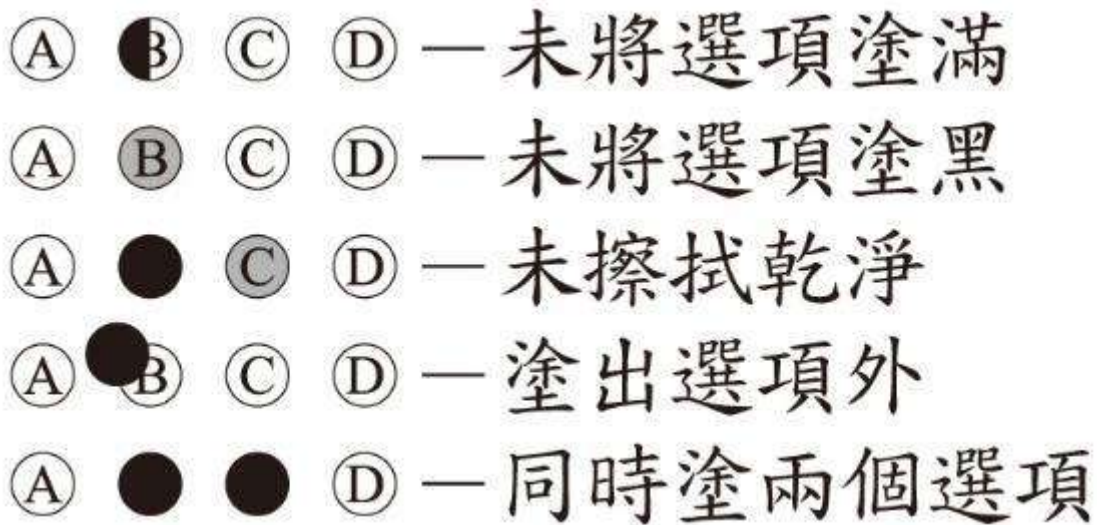 A B C D — 未將選項塗滿
A B C D — 未將選項塗黑
A C D — 未擦拭乾淨
A B C D — 塗出選項外
A D — 同時塗兩個選項